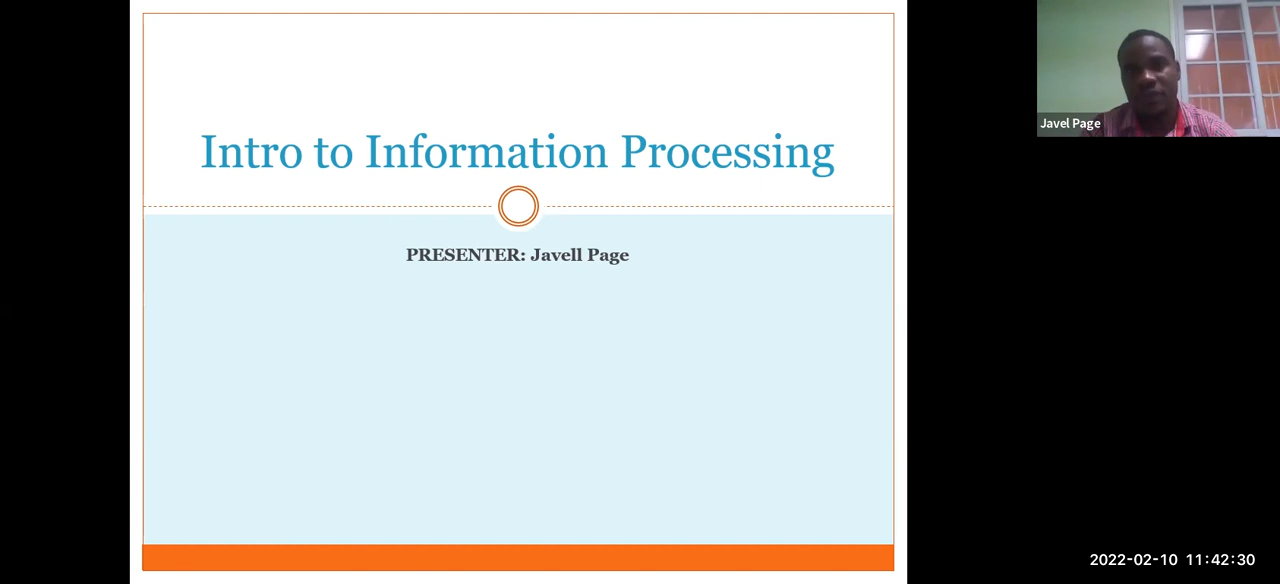 Intro to Information Processing
PRESENTER: Javell Page
Javel Page
2022-02-10 11:42:30